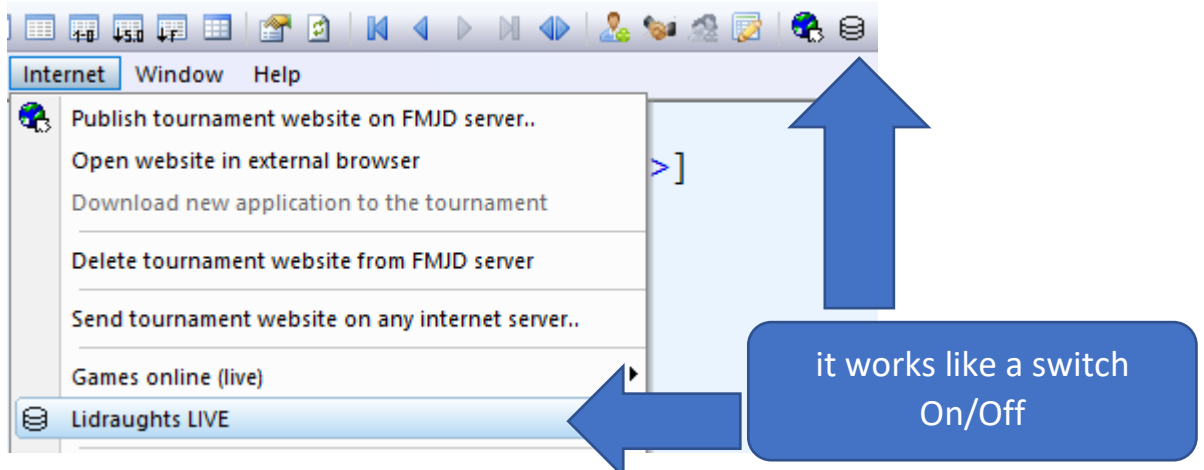 Internet Window Help
Publish tournament website on FMJD server..
Open website in external browser
>]
Download new application to the tournament
Delete tournament website from FMJD server
Send tournament website on any internet server..
Games online (live)
Lidraughts LIVE
it works like a switch
On/Off